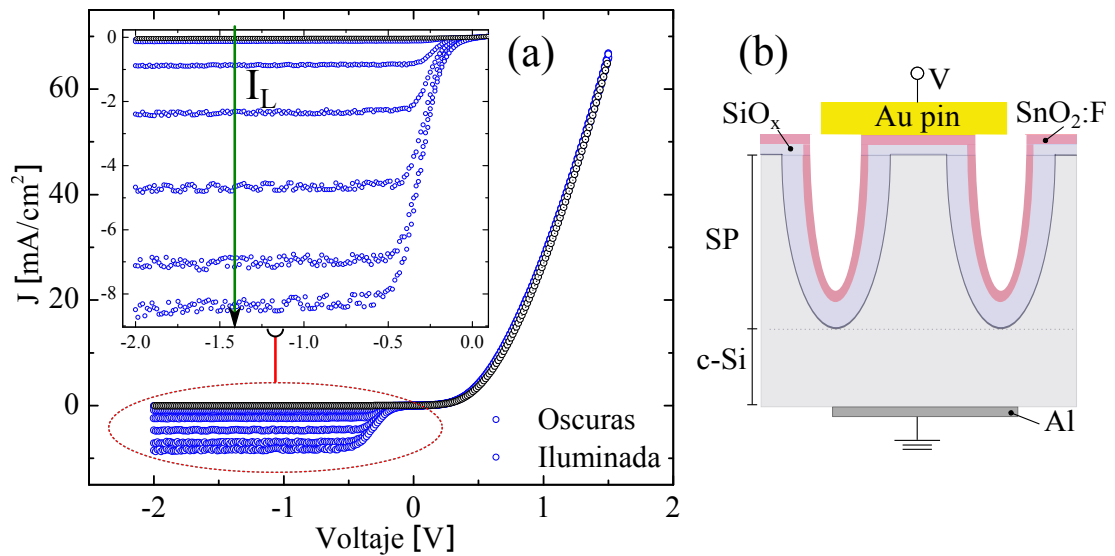 (a)
J [mA/cm²]
60
40
20
0
-2
-1
0
1
2
Voltaje [V]
Oscuras
Iluminada
0
-2
-4
-6
-8
-2.0
-1.5
-1.0
-0.5
0.0
I_L
(b)
V
SiOₓ
Au pin
SnO₂:F
SP
c-Si
Al